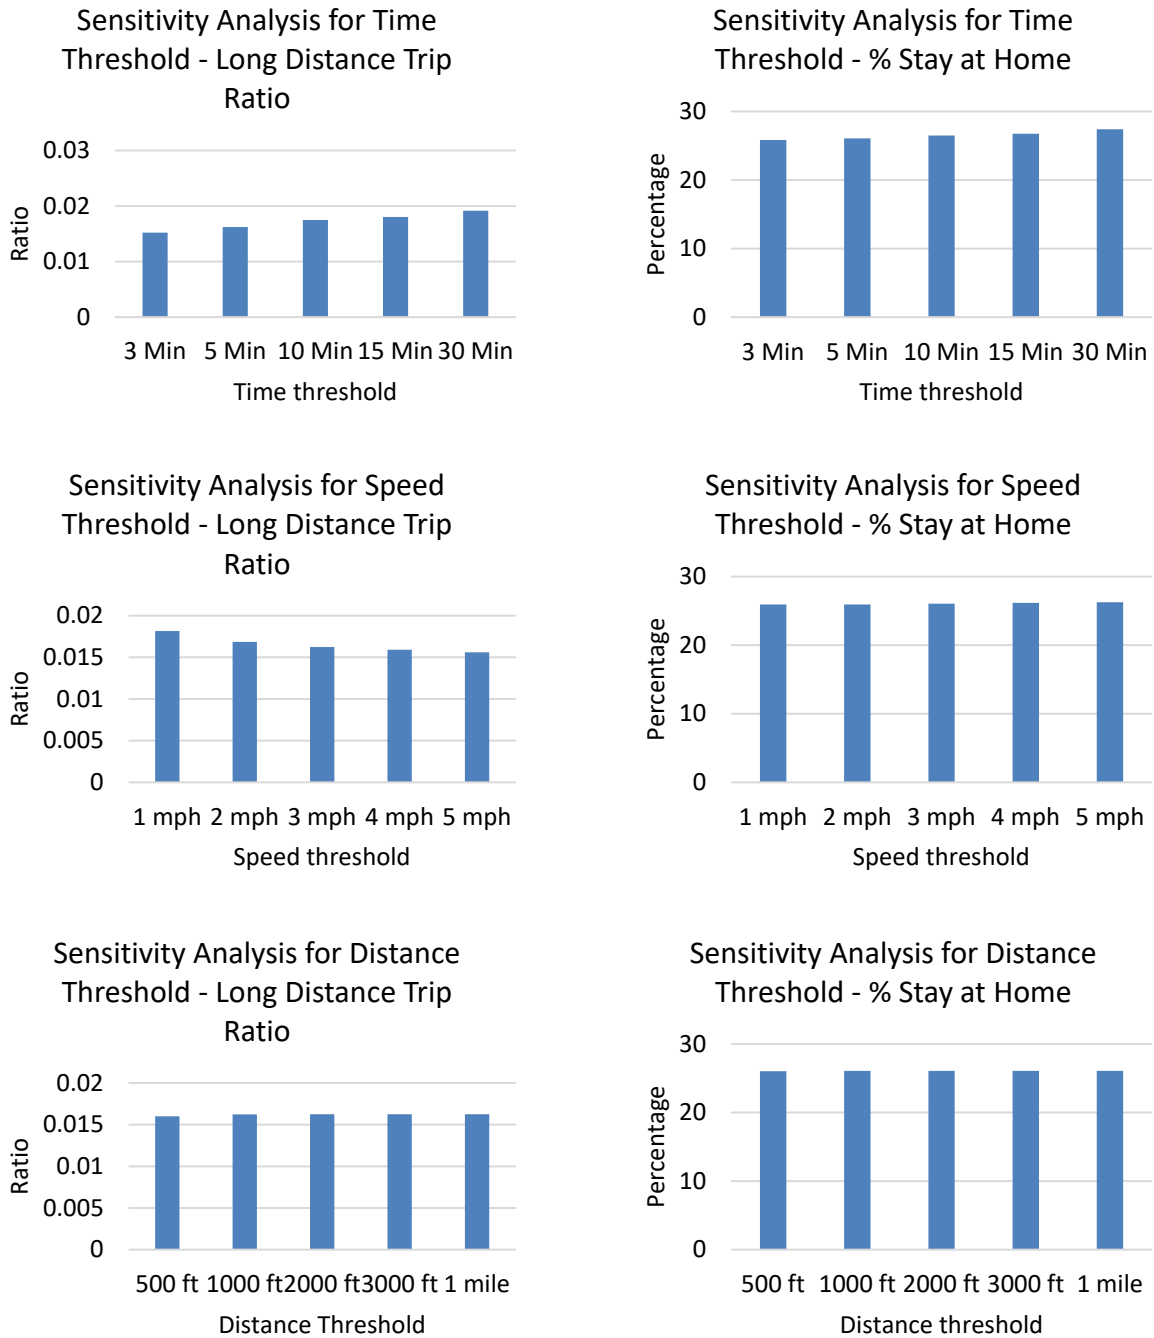 Sensitivity Analysis for Time
Threshold - Long Distance Trip
Ratio
0.03
0.02
0.01
0
Ratio
3 Min 5 Min 10 Min 15 Min 30 Min
Time threshold
Sensitivity Analysis for Time
Threshold - % Stay at Home
30
20
10
0
Percentage
3 Min 5 Min 10 Min 15 Min 30 Min
Time threshold
Sensitivity Analysis for Speed
Threshold - Long Distance Trip
Ratio
0.02
0.015
0.01
0.005
0
Ratio
1 mph 2 mph 3 mph 4 mph 5 mph
Speed threshold
Sensitivity Analysis for Speed
Threshold - % Stay at Home
30
20
10
0
Percentage
1 mph 2 mph 3 mph 4 mph 5 mph
Speed threshold
Sensitivity Analysis for Distance
Threshold - Long Distance Trip
Ratio
0.02
0.015
0.01
0.005
0
Ratio
500 ft 1000 ft 2000 ft 3000 ft 1 mile
Distance Threshold
Sensitivity Analysis for Distance
Threshold - % Stay at Home
30
20
10
0
Percentage
500 ft 1000 ft 2000 ft 3000 ft 1 mile
Distance threshold